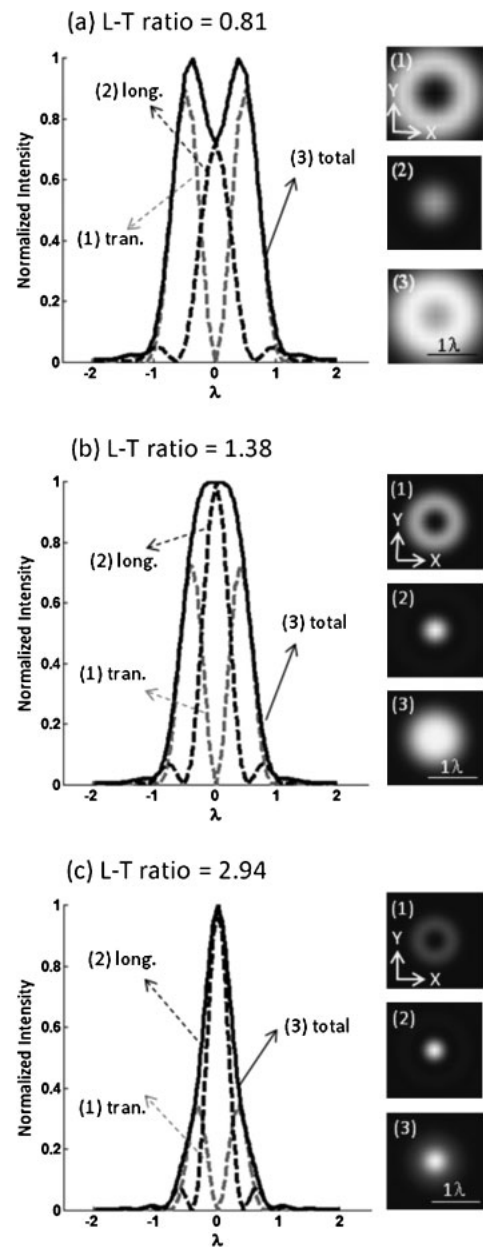 (a) L-T ratio = 0.81
Normalized Intensity
1
0.8
0.6
0.4
0.2
0
-2
-1
0
1
2
λ
(2) long.
(1) tran.
(3) total
(1)
Y
X
(2)
(3)
1λ
(b) L-T ratio = 1.38
Normalized Intensity
1
0.8
0.6
0.4
0.2
0
-2
-1
0
1
2
λ
(2) long.
(1) tran.
(3) total
(1)
Y
X
(2)
(3)
1λ
(c) L-T ratio = 2.94
Normalized Intensity
1
0.8
0.6
0.4
0.2
0
-2
-1
0
1
2
λ
(2) long.
(1) tran.
(3) total
(1)
Y
X
(2)
(3)
1λ